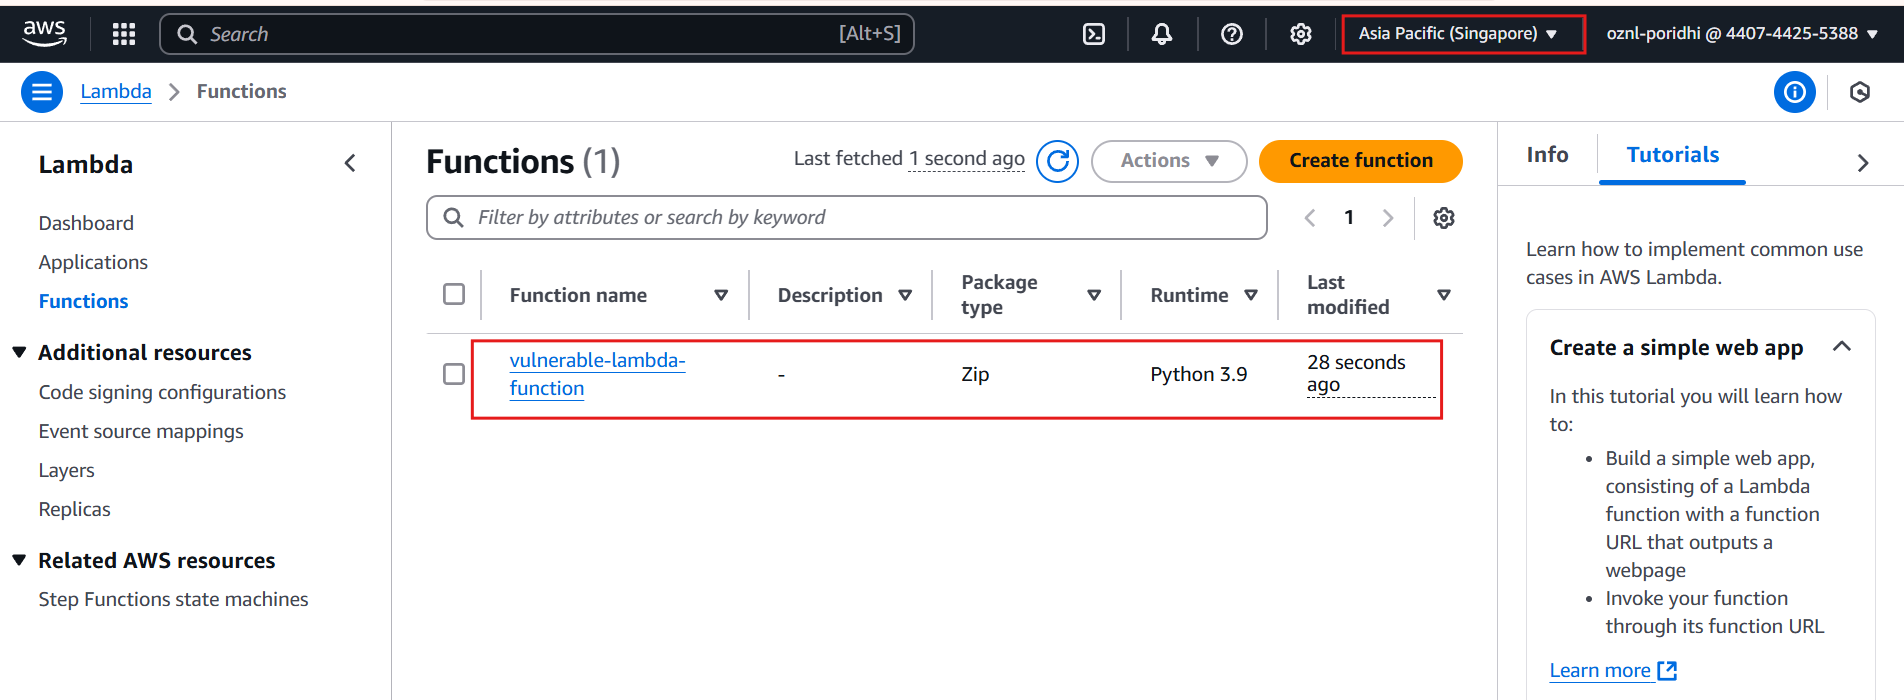 aws
Search [Alt+S]
Asia Pacific (Singapore) ▼
oznl-poridhi @ 4407-4425-5388 ▼
Lambda > Functions
Lambda
Dashboard
Applications
Functions
Additional resources
Code signing configurations
Event source mappings
Layers
Replicas
Related AWS resources
Step Functions state machines
Functions (1)
Last fetched 1 second ago
Actions
Create function
Filter by attributes or search by keyword
1
Function name
Description
Package
type
Runtime
Last
modified
vulnerable-lambda-
function
-
Zip
Python 3.9
28 seconds
ago
Info
Tutorials
Learn how to implement common use
cases in AWS Lambda.
Create a simple web app
In this tutorial you will learn how
to:
• Build a simple web app,
consisting of a Lambda
function with a function
URL that outputs a
webpage
• Invoke your function
through its function URL
Learn more